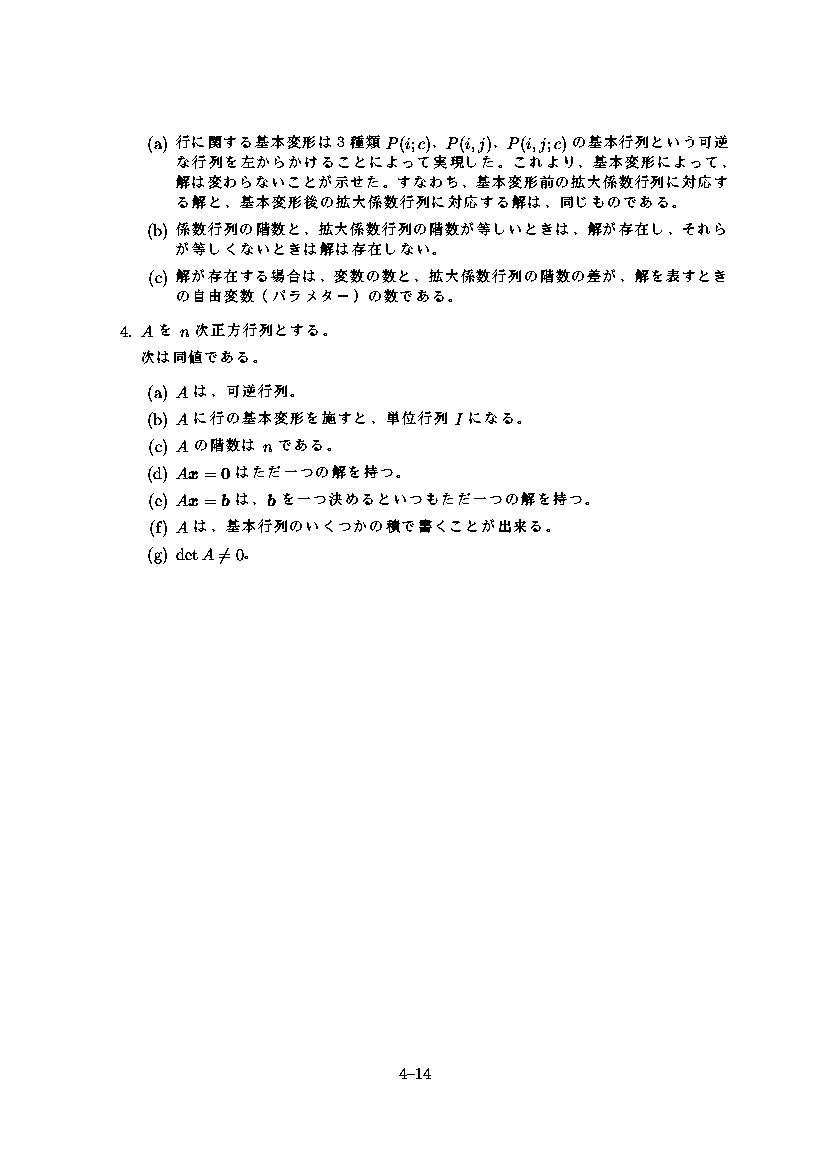 (a) 行に関する基本変形は 3 種類 P(i;c)、P(i,j)、P(i,j;c) の基本行列という可逆
な行列を左からかけることによって実現した。これより、基本変形によって、
解は変わらないことが示せた。すなわち、基本変形前の拡大係数行列に対応す
る解と、基本変形後の拡大係数行列に対応する解は、同じものである。
(b) 係数行列の階数と、拡大係数行列の階数が等しいときは、解が存在し、それら
が等しくないときは解は存在しない。
(c) 解が存在する場合は、変数の数と、拡大係数行列の階数の差が、解を表すとき
の自由変数（パラメター）の数である。
4. A を n 次正方行列とする。
次は同値である。
(a) A は、可逆行列。
(b) A に行の基本変形を施すと、単位行列 I になる。
(c) A の階数は n である。
(d) Ax = 0 はただ一つの解を持つ。
(e) Ax = b は、b を一つ決めるといつもただ一つの解を持つ。
(f) A は、基本行列のいくつかの積で書くことが出来る。
(g) det A ≠ 0。
4–14